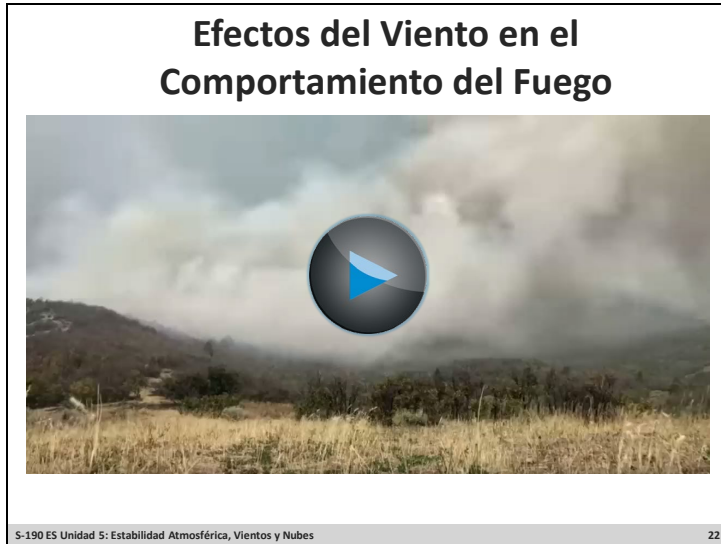 Efectos del Viento en el
Comportamiento del Fuego
S-190 ES Unidad 5: Estabilidad Atmosférica, Vientos y Nubes 22